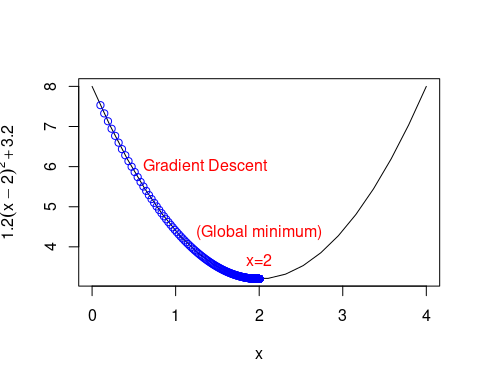 1.2(x − 2)²+3.2
8
7
6
5
4
Gradient Descent
(Global minimum)
x=2
0 1 2 3 4
x